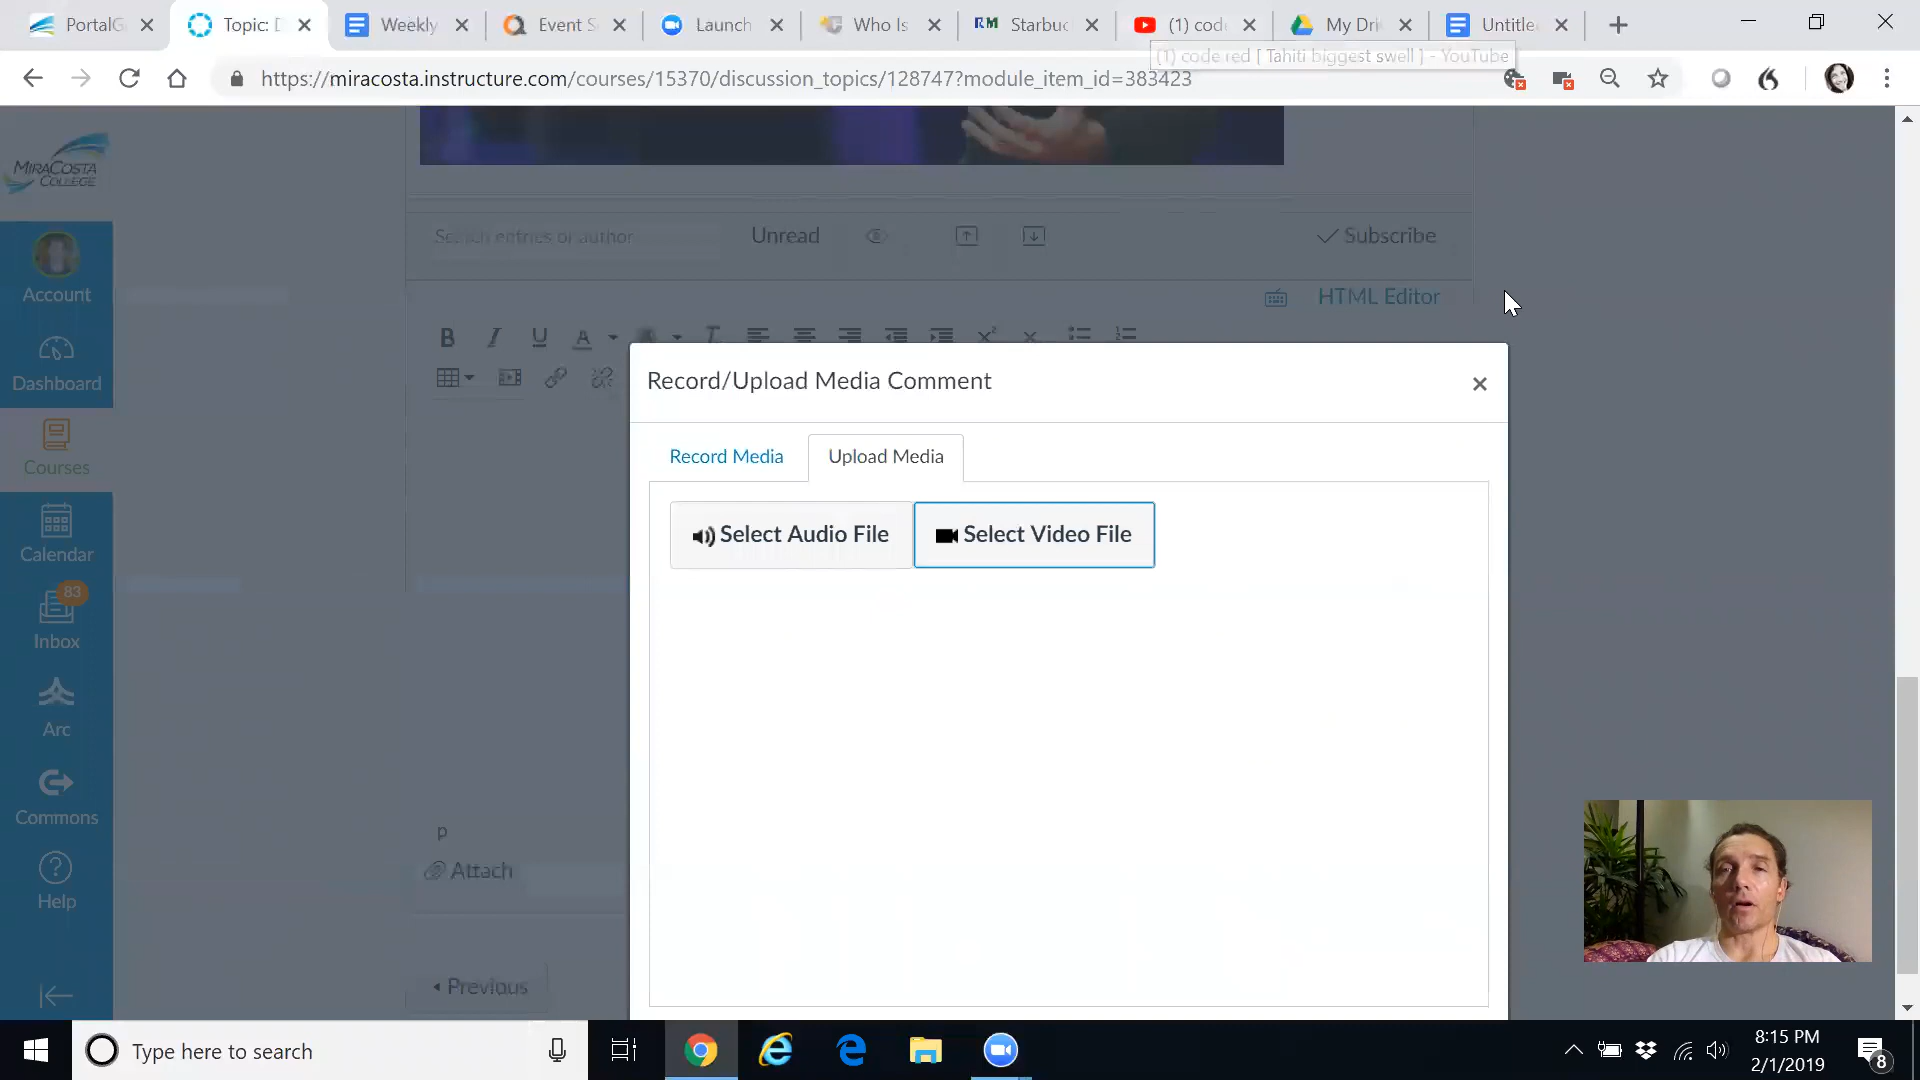 PortalG
Topic: D
Weekly
Event S
Launch
Who Is
Starbuc
(1) code
My Dri
Untitle
(1) code red [ Tahiti biggest swell ] - YouTube
https://miracosta.instructure.com/courses/15370/discussion_topics/128747?module_item_id=383423
MIRACOSTA
COLLEGE
Account
Dashboard
Courses
Calendar
83
Inbox
Arc
Commons
Help
Search entries or author
Unread
Subscribe
HTML Editor
Record/Upload Media Comment
Record Media
Upload Media
Select Audio File
Select Video File
p
Attach
Previous
Type here to search
8:15 PM
2/1/2019
8